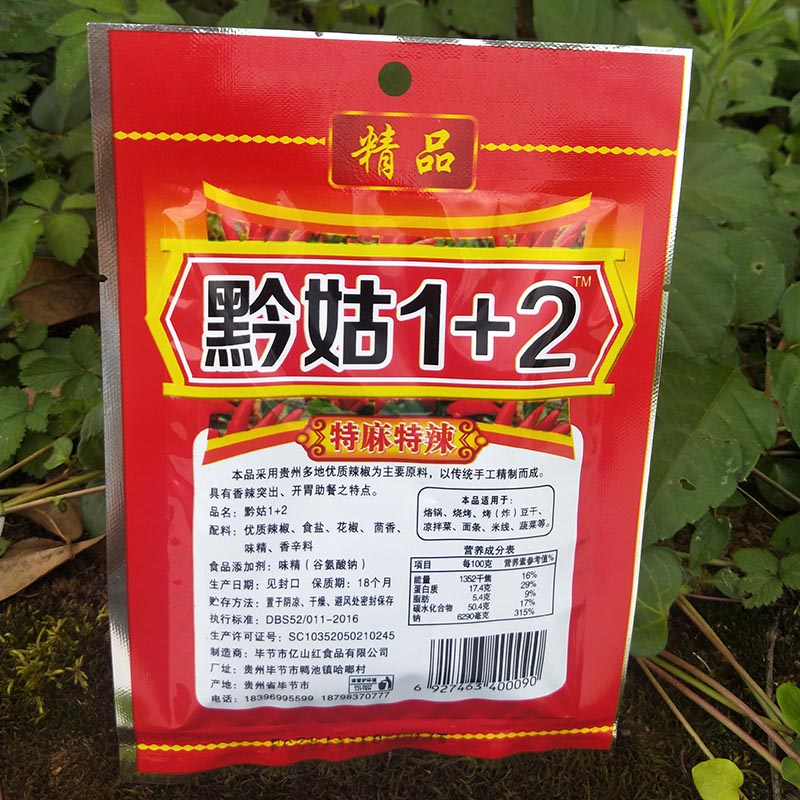 精品
黔姑1+2™
特麻特辣
本品采用贵州多地优质辣椒为主要原料，以传统手工精制而成。
具有香辣突出、开胃助餐之特点。
品名：黔姑1+2
配料：优质辣椒、食盐、花椒、茴香、
味精、香辛料
食品添加剂：味精（谷氨酸钠）
生产日期：见封口 保质期：18个月
贮存方法：置于阴凉、干燥、避风处密封保存
执行标准：DBS52/011-2016
生产许可证号：SC10352050210245
制造商：毕节市亿山红食品有限公司
厂址：贵州毕节市鸭池镇哈啷村
产地：贵州省毕节市
电话：18396995599 18798370777
本品适用于：
烙锅、烧烤、烤（炸）豆干、
凉拌菜、面条、米线、蔬菜等。
营养成分表
项目 每100克 营养素参考值%
能量 1352千焦 16%
蛋白质 17.4克 29%
脂肪 5.4克 9%
碳水化合物 50.4克 17%
钠 6290毫克 315%
6 927463 400090